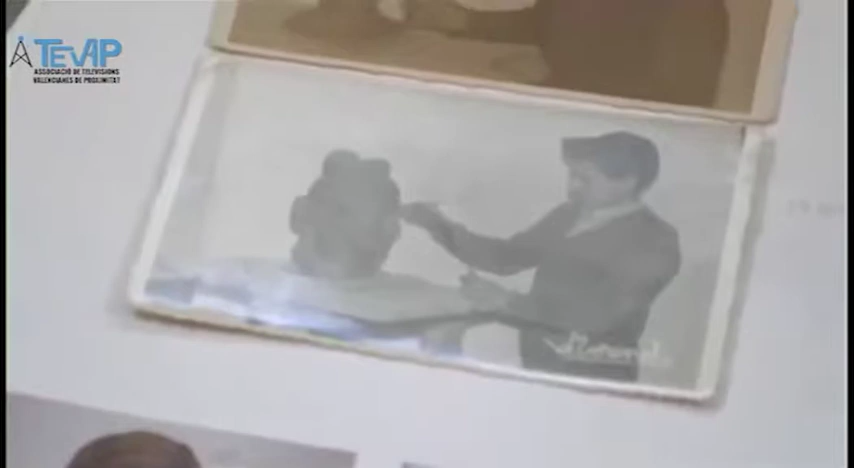 TEVAP
ASSOCIACIÓ DE TELEVISIONS
VALENCIANES DE PROXIMITAT